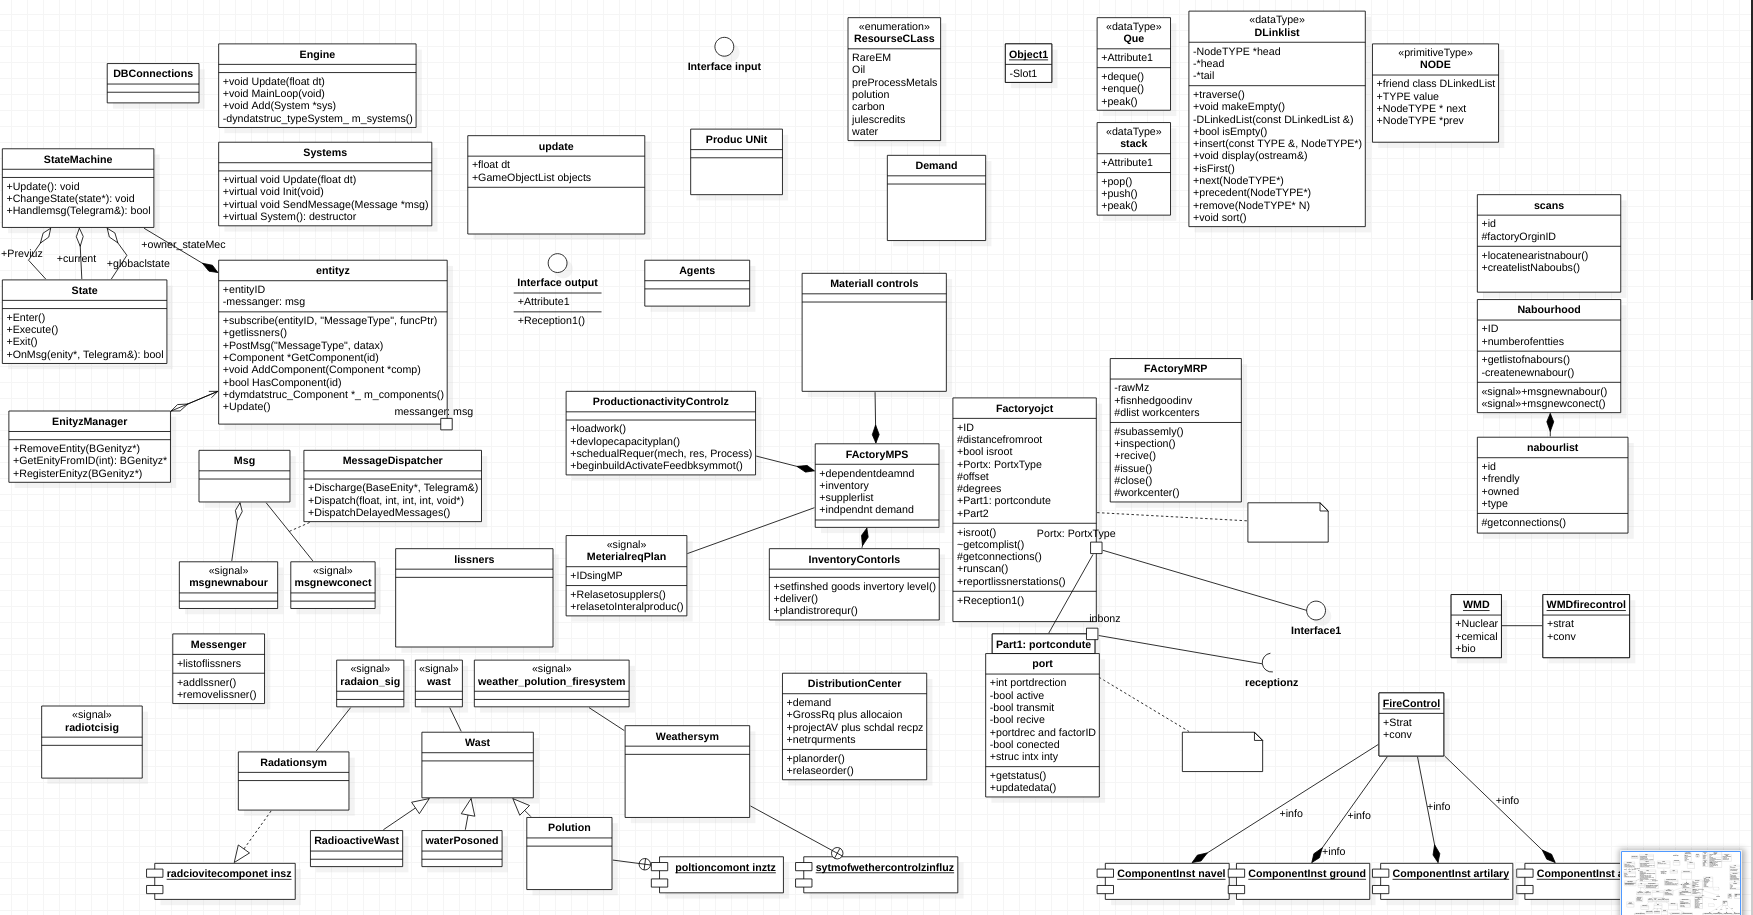 DBConnections
Engine
+void Update(float dt)
+void MainLoop(void)
+void Add(System *sys)
-dyndatstruc_typeSystem_ m_systems()
Systems
+virtual void Update(float dt)
+virtual void Init(void)
+virtual void SendMessage(Message *msg)
+virtual System(): destructor
Interface input
update
+float dt
+GameObjectList objects
Produc UNit
«enumeration»
ResourseCLass
RareEM
Oil
preProcessMetals
polution
carbon
julescredits
water
Demand
Object1
-Slot1
«dataType»
Que
+Attribute1
+deque()
+enque()
+peak()
«dataType»
stack
+Attribute1
+pop()
+push()
+peak()
«dataType»
DLinklist
-NodeTYPE *head
-*head
-*tail
+traverse()
+void makeEmpty()
-DLinkedList(const DLinkedList &)
+bool isEmpty()
+insert(const TYPE &, NodeTYPE*)
+void display(ostream&)
+isFirst()
+next(NodeTYPE*)
+precedent(NodeTYPE*)
+remove(NodeTYPE* N)
+void sort()
«primitiveType»
NODE
+friend class DLinkedList
+TYPE value
+NodeTYPE * next
+NodeTYPE *prev
StateMachine
+Update(): void
+ChangeState(state*): void
+Handlemsg(Telegram&): bool
+Previuz
+current
+globaclstate
+owner_stateMec
State
+Enter()
+Execute()
+Exit()
+OnMsg(enity*, Telegram&): bool
entityz
+entityID
-messanger: msg
+subscribe(entityID, "MessageType", funcPtr)
+getlissners()
+PostMsg("MessageType", datax)
+Component *GetComponent(id)
+void AddComponent(Component *comp)
+bool HasComponent(id)
+dymdatstruc_Component *_ m_components()
+Update()
messanger: msg
Interface output
+Attribute1
+Reception1()
Agents
Materiall controls
scans
+id
#factoryOrginID
+locatenearistnabour()
+createlistNaboubs()
Nabourhood
+ID
+numberofentties
+getlistofnabours()
-createnewnabour()
«signal»+msgnewnabour()
«signal»+msgnewconect()
nabourlist
+id
+frendly
+owned
+type
#getconnections()
EnityzManager
+RemoveEntity(BGenityz*)
+GetEnityFromID(int): BGenityz*
+RegisterEnityz(BGenityz*)
Msg
MessageDispatcher
+Discharge(BaseEnity*, Telegram&)
+Dispatch(float, int, int, int, void*)
+DispatchDelayedMessages()
«signal»
msgnewnabour
«signal»
msgnewconect
lissners
ProductionactivityControlz
+loadwork()
+devlopecapacityplan()
+schedualRequer(mech, res, Process)
+beginbuildActivateFeedbksymmot()
FActoryMPS
+dependentdeamnd
+inventory
+supplerlist
+indpendnt demand
«signal»
MeterialreqPlan
+IDsingMP
+Relasetosupplers()
+relasetoInteralproduc()
InventoryContorls
+setfinshed goods invertory level()
+deliver()
+plandistrorequr()
Factoryojct
+ID
#distancefromroot
+bool isroot
+Portx: PortxType
#offset
#degrees
+Part1: portcondute
+Part2
+isroot()
~getcomplist()
#getconnections()
+runscan()
+reportlissnerstations()
+Reception1()
Portx: PortxType
inbonz
FActoryMRP
-rawMz
+fisnhedgoodinv
#dlist workcenters
#subassemly()
+inspection()
+recive()
#issue()
#close()
#workcenter()
Interface1
receptionz
WMD
+Nuclear
+cemical
+bio
WMDfirecontrol
+strat
+conv
Messenger
+listoflissners
+addlssner()
+removelissner()
«signal»
radiotcisig
«signal»
radaion_sig
«signal»
wast
«signal»
weather_polution_firesystem
Radationsym
Wast
Weathersym
DistributionCenter
+demand
+GrossRq plus allocaion
+projectAV plus schdal recpz
+netrqurments
+planorder()
+relaseorder()
Part1: portcondute
port
+int portdrection
-bool active
-bool transmit
-bool recive
+portdrec and factorID
-bool conected
+struc intx inty
+getstatus()
+updatedata()
FireControl
+Strat
+conv
+info
+info
+info
+info
+info
RadioactiveWast
waterPosoned
Polution
radciovitecomponet insz
poltioncomont inztz
sytmofwethercontrolzinfluz
ComponentInst navel
ComponentInst ground
ComponentInst artilary
ComponentInst